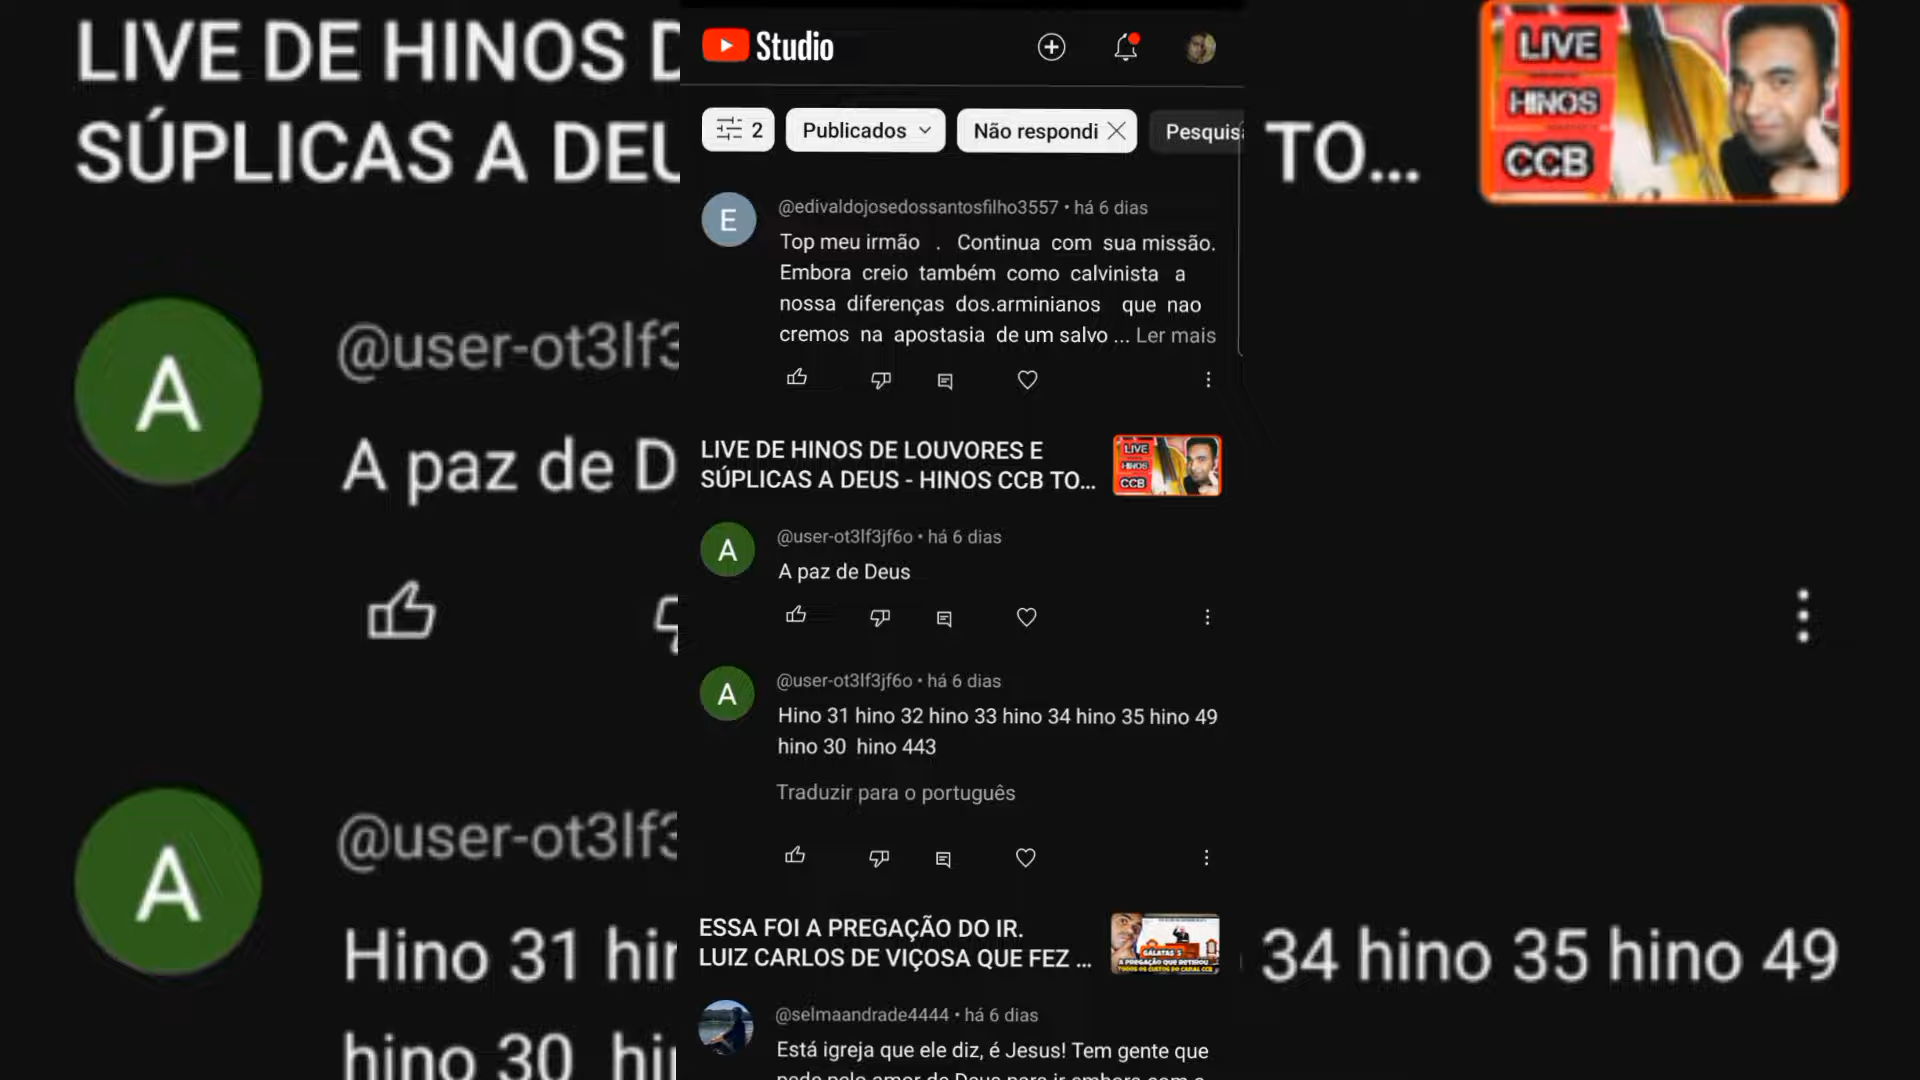 LIVE DE HINOS D
SÚPLICAS A DEU
TO...
LIVE
HINOS
CCB
@user-ot3lf3
A paz de D
@user-ot3lf3
Hino 31 hin
34 hino 35 hino 49
hino 30 hi
Studio
2
Publicados
Não respondi
Pesquis
E
@edivaldojosedossantosfilho3557 • há 6 dias
Top meu irmão . Continua com sua missão.
Embora creio também como calvinista a
nossa diferenças dos.arminianos que nao
cremos na apostasia de um salvo ... Ler mais
LIVE DE HINOS DE LOUVORES E
SÚPLICAS A DEUS - HINOS CCB TO...
LIVE
HINOS
CCB
A
@user-ot3lf3jf6o • há 6 dias
A paz de Deus
A
@user-ot3lf3jf6o • há 6 dias
Hino 31 hino 32 hino 33 hino 34 hino 35 hino 49
hino 30 hino 443
Traduzir para o português
ESSA FOI A PREGAÇÃO DO IR.
LUIZ CARLOS DE VIÇOSA QUE FEZ ...
GÁLATAS 3
A PREGAÇÃO QUE RETIROU
TODOS OS CULTOS DO CANAL CCB
@selmaandrade4444 • há 6 dias
Está igreja que ele diz, é Jesus! Tem gente que
A
A